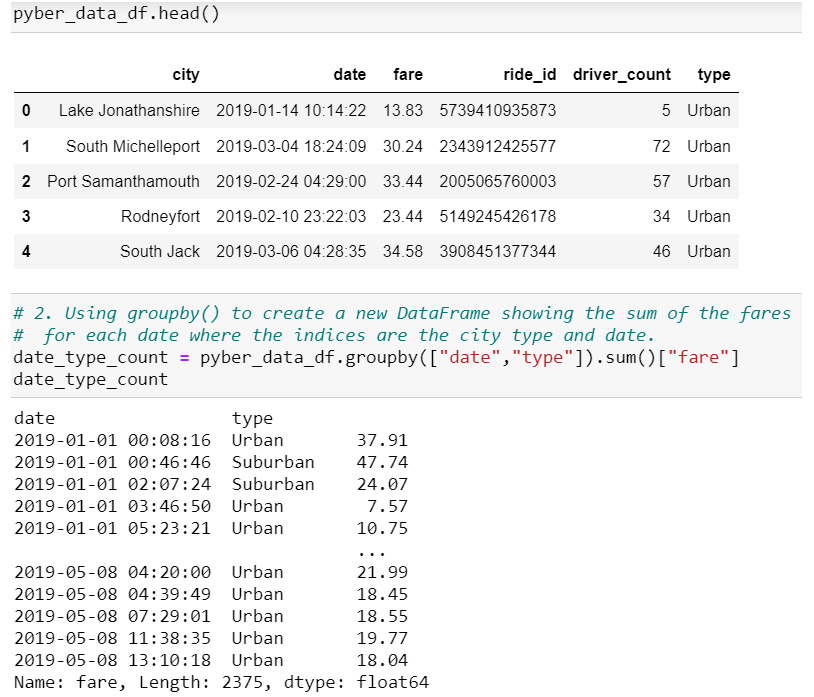 pyber_data_df.head()
city date fare ride_id driver_count type
0 Lake Jonathanshire 2019-01-14 10:14:22 13.83 5739410935873 5 Urban
1 South Michelleport 2019-03-04 18:24:09 30.24 2343912425577 72 Urban
2 Port Samanthamouth 2019-02-24 04:29:00 33.44 2005065760003 57 Urban
3 Rodneyfort 2019-02-10 23:22:03 23.44 5149245426178 34 Urban
4 South Jack 2019-03-06 04:28:35 34.58 3908451377344 46 Urban
# 2. Using groupby() to create a new DataFrame showing the sum of the fares
#  for each date where the indices are the city type and date.
date_type_count = pyber_data_df.groupby(["date","type"]).sum()["fare"]
date_type_count
date type
2019-01-01 00:08:16 Urban 37.91
2019-01-01 00:46:46 Suburban 47.74
2019-01-01 02:07:24 Suburban 24.07
2019-01-01 03:46:50 Urban 7.57
2019-01-01 05:23:21 Urban 10.75
...
2019-05-08 04:20:00 Urban 21.99
2019-05-08 04:39:49 Urban 18.45
2019-05-08 07:29:01 Urban 18.55
2019-05-08 11:38:35 Urban 19.77
2019-05-08 13:10:18 Urban 18.04
Name: fare, Length: 2375, dtype: float64